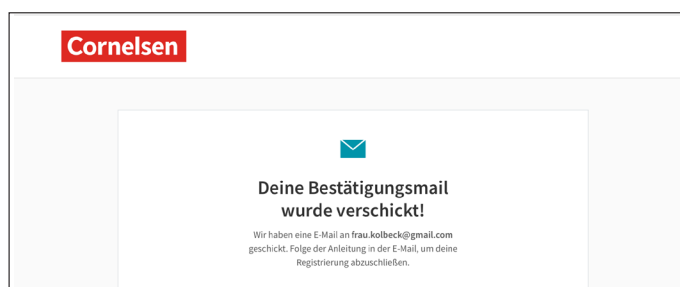 Cornelsen
Deine Bestätigungsmail
wurde verschickt!
Wir haben eine E-Mail an frau.kolbeck@gmail.com
geschickt. Folge der Anleitung in der E-Mail, um deine
Registrierung abzuschließen.